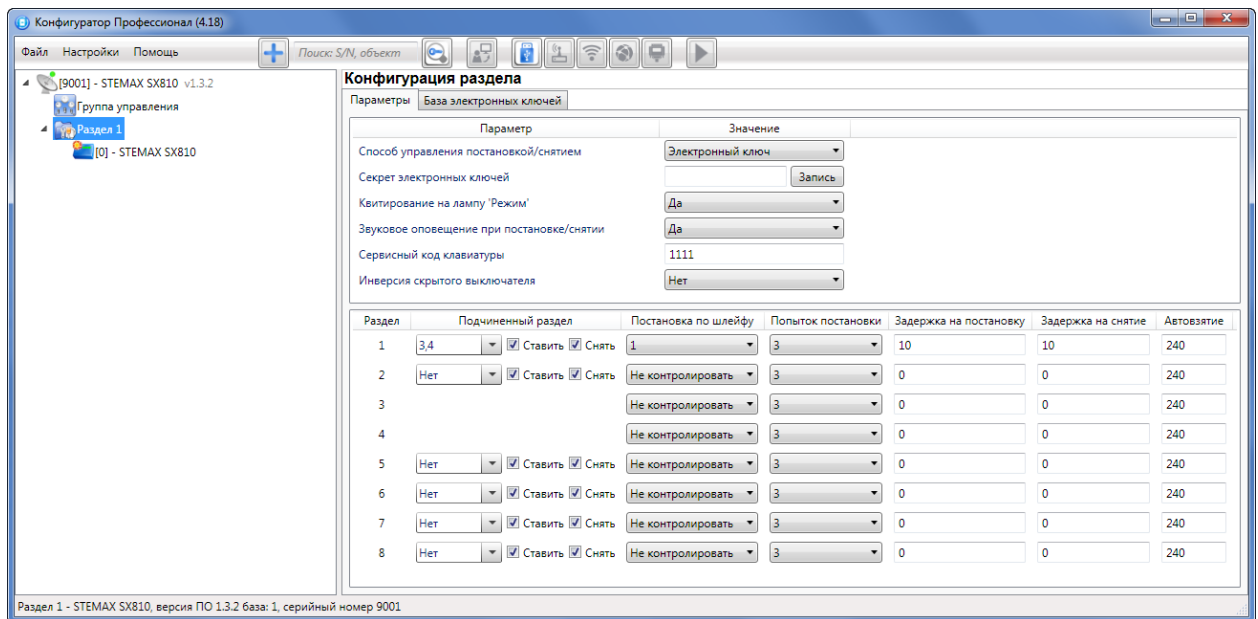 Конфигуратор Профессионал (4.18)
Файл Настройки Помощь Поиск: S/N, объект
[9001] - STEMAX SX810 v1.3.2
Группа управления
Раздел 1
[0] - STEMAX SX810
Конфигурация раздела
Параметры База электронных ключей
Параметр Значение
Способ управления постановкой/снятием Электронный ключ
Секрет электронных ключей Запись
Квитирование на лампу 'Режим' Да
Звуковое оповещение при постановке/снятии Да
Сервисный код клавиатуры 1111
Инверсия скрытого выключателя Нет
Раздел Подчиненный раздел Постановка по шлейфу Попыток постановки Задержка на постановку Задержка на снятие Автовзятие
1 3,4 Ставить Снять 1 3 10 10 240
2 Нет Ставить Снять Не контролировать 3 0 0 240
3 Не контролировать 3 0 0 240
4 Не контролировать 3 0 0 240
5 Нет Ставить Снять Не контролировать 3 0 0 240
6 Нет Ставить Снять Не контролировать 3 0 0 240
7 Нет Ставить Снять Не контролировать 3 0 0 240
8 Нет Ставить Снять Не контролировать 3 0 0 240
Раздел 1 - STEMAX SX810, версия ПО 1.3.2 база: 1, серийный номер 9001